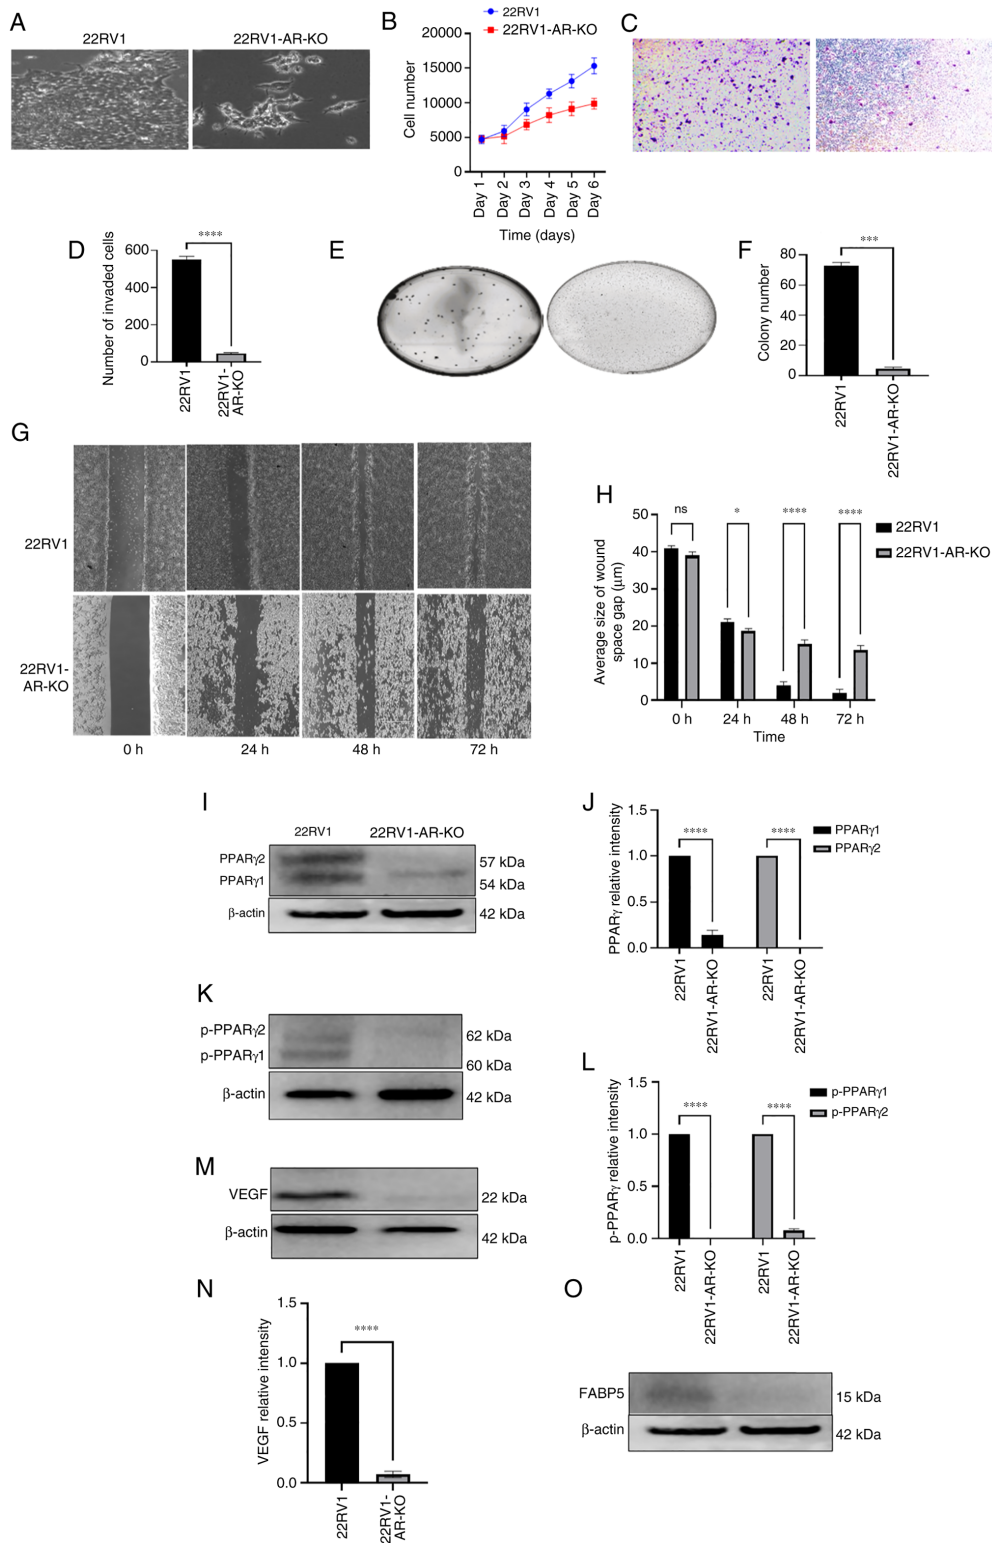 A
22RV1
22RV1-AR-KO
B
22RV1
22RV1-AR-KO
Cell number
20000
15000
10000
5000
0
Day 1
Day 2
Day 3
Day 4
Day 5
Day 6
Time (days)
C
D
Number of invaded cells
600
400
200
0
****
22RV1
22RV1-
AR-KO
E
F
Colony number
80
60
40
20
0
***
22RV1
22RV1-AR-KO
G
22RV1
22RV1-
AR-KO
0 h
24 h
48 h
72 h
H
Average size of wound
space gap (μm)
50
40
30
20
10
0
ns
*
****
****
22RV1
22RV1-AR-KO
0 h
24 h
48 h
72 h
Time
I
22RV1
22RV1-AR-KO
PPARγ2
57 kDa
PPARγ1
54 kDa
β-actin
42 kDa
J
PPARγ relative intensity
1.5
1.0
0.5
0.0
****
****
PPARγ1
PPARγ2
22RV1
22RV1-AR-KO
22RV1
22RV1-AR-KO
K
p-PPARγ2
62 kDa
p-PPARγ1
60 kDa
β-actin
42 kDa
L
p-PPARγ relative intensity
1.5
1.0
0.5
0.0
****
****
p-PPARγ1
p-PPARγ2
22RV1
22RV1-AR-KO
22RV1
22RV1-AR-KO
M
VEGF
22 kDa
β-actin
42 kDa
N
VEGF relative intensity
1.5
1.0
0.5
0.0
****
22RV1
22RV1-
AR-KO
O
FABP5
15 kDa
β-actin
42 kDa